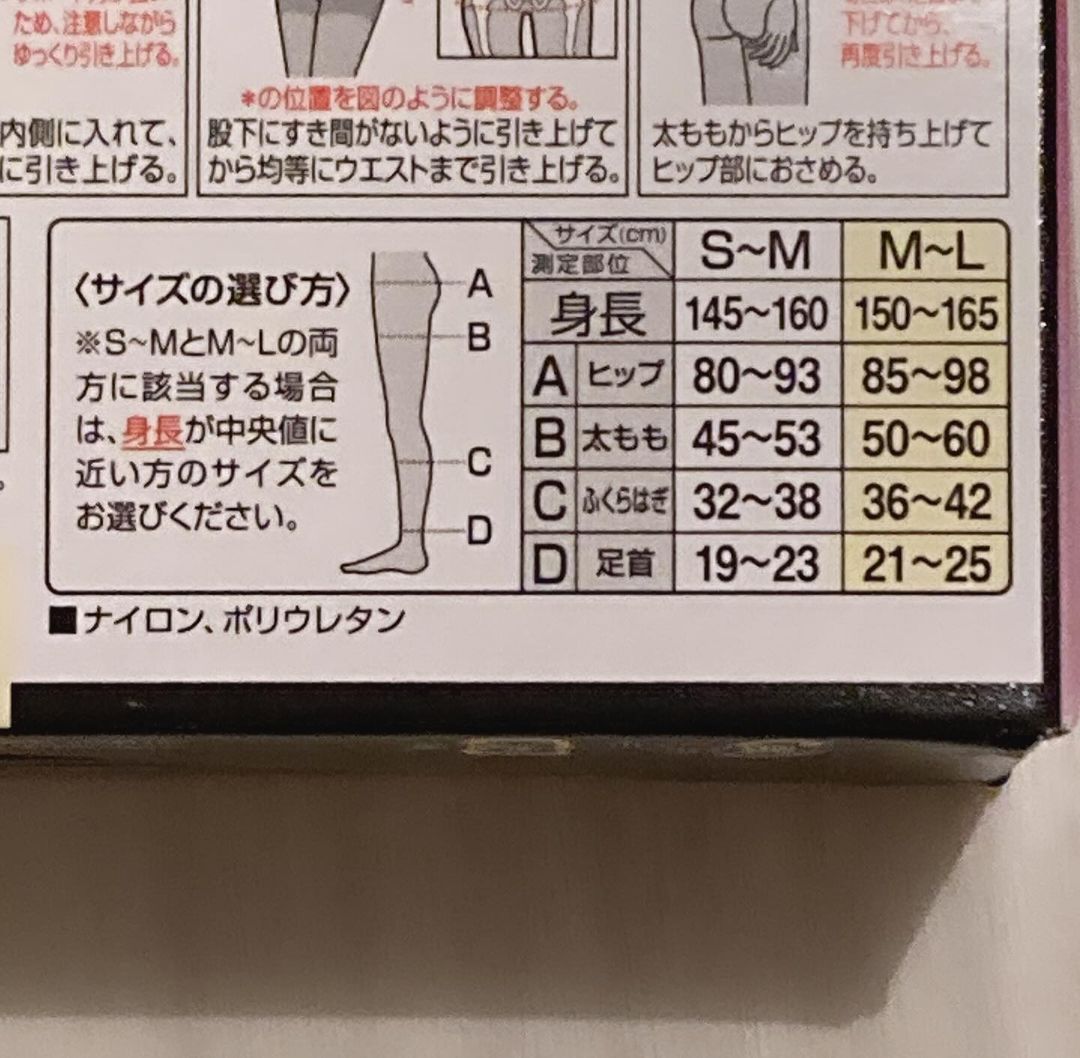 ため、注意しながら
ゆっくり引き上げる。
内側に入れて、
に引き上げる。
*の位置を図のように調整する。
股下にすき間がないように引き上げて
から均等にウエストまで引き上げる。
下げてから、
再度引き上げる。
太ももからヒップを持ち上げて
ヒップ部におさめる。
〈サイズの選び方〉
※S~MとM~Lの両
方に該当する場合
は、身長が中央値に
近い方のサイズを
お選びください。
A
B
C
D
サイズ(cm) S~M M~L
測定部位
身長 145~160 150~165
A ヒップ 80~93 85~98
B 太もも 45~53 50~60
C ふくらはぎ 32~38 36~42
D 足首 19~23 21~25
■ナイロン、ポリウレタン